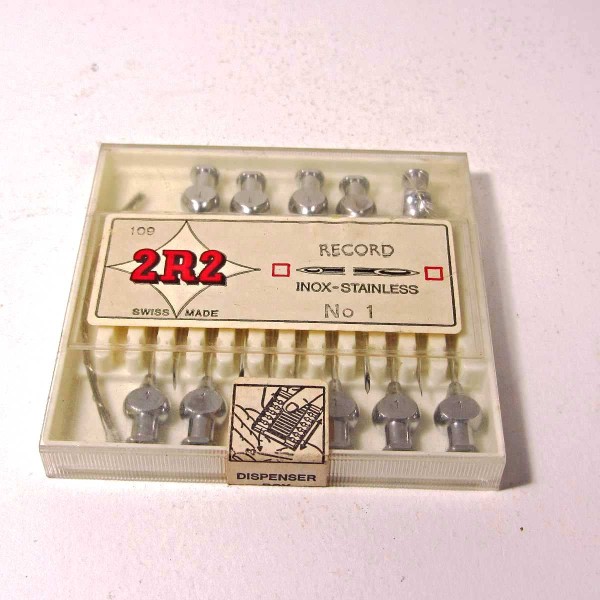 109
2R2
SWISS MADE
RECORD
INOX-STAINLESS
No 1
DISPENSER